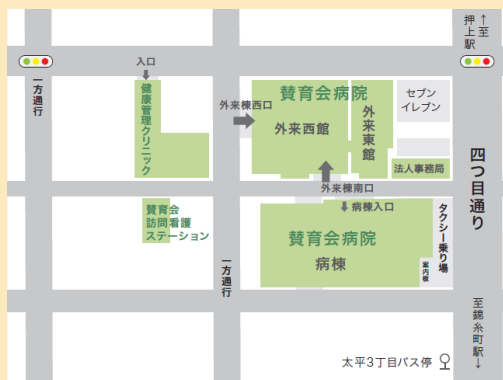 ↑至
押上駅
入口
一方通行
健康管理クリニック
外来棟西口
賛育会病院
外来西館
外来東館
セブン
イレブン
法人事務局
四つ目通り
外来棟南口
病棟入口
賛育会
訪問看護
ステーション
賛育会病院
病棟
タクシー乗り場
案内板
一方通行
至錦糸町駅→
太平3丁目バス停